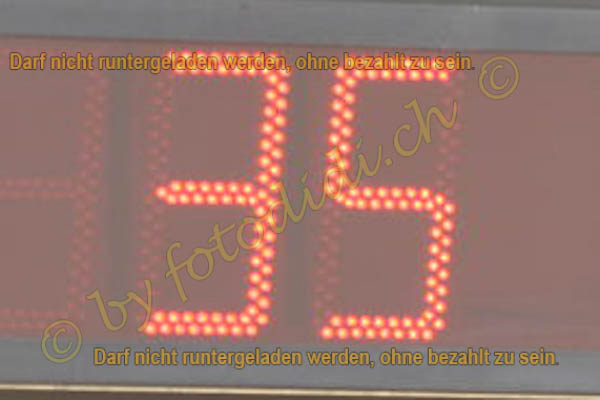 Darf nicht runtergeladen werden, ohne bezahlt zu sein.
35
© by fotodidi.ch ©
Darf nicht runtergeladen werden, ohne bezahlt zu sein.